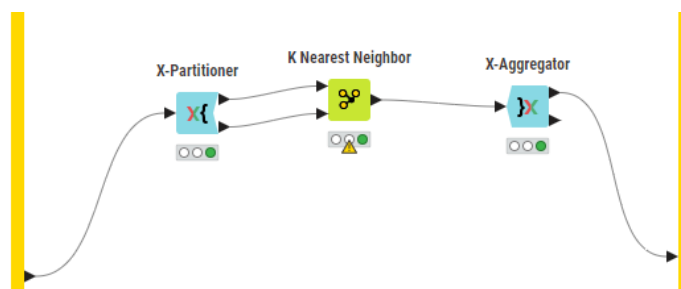 X-Partitioner
K Nearest Neighbor
X-Aggregator
X{
}X